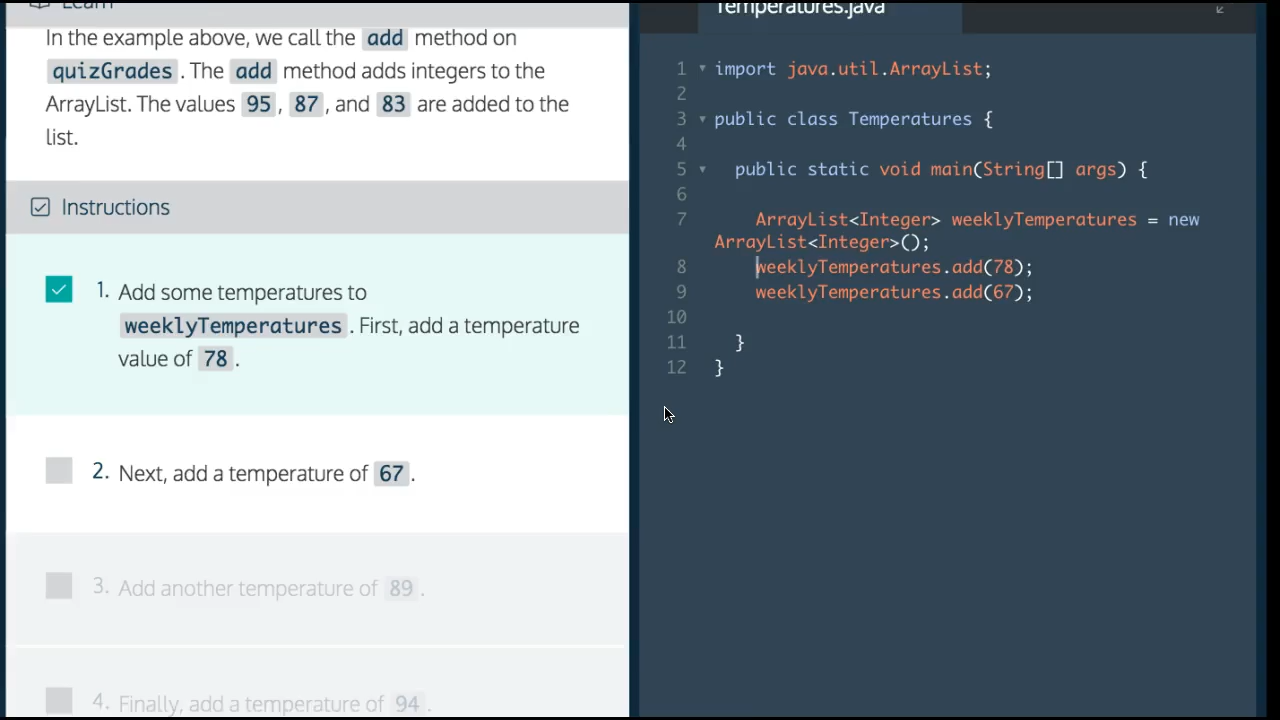 Learn
In the example above, we call the add method on
quizGrades. The add method adds integers to the
ArrayList. The values 95, 87, and 83 are added to the
list.
Instructions
1. Add some temperatures to
weeklyTemperatures. First, add a temperature
value of 78.
2. Next, add a temperature of 67.
3. Add another temperature of 89.
4. Finally, add a temperature of 94.
Temperatures.java
1 import java.util.ArrayList;
2
3 public class Temperatures {
4
5 public static void main(String[] args) {
6
7 ArrayList<Integer> weeklyTemperatures = new
ArrayList<Integer>();
8 weeklyTemperatures.add(78);
9 weeklyTemperatures.add(67);
10
11 }
12 }